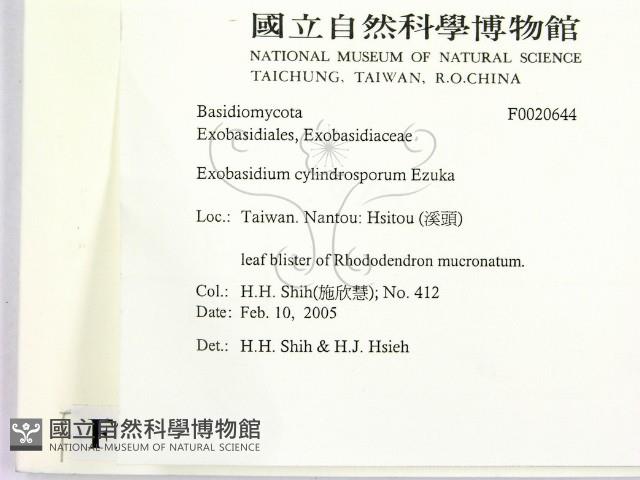 國立自然科學博物館
NATIONAL MUSEUM OF NATURAL SCIENCE
TAICHUNG, TAIWAN, R.O.CHINA
Basidiomycota F0020644
Exobasidiales, Exobasidiaceae
Exobasidium cylindrosporum Ezuka
Loc.: Taiwan. Nantou: Hsitou (溪頭)
leaf blister of Rhododendron mucronatum.
Col.: H.H. Shih(施欣慧); No. 412
Date: Feb. 10, 2005
Det.: H.H. Shih & H.J. Hsieh
F
國立自然科學博物館
NATIONAL MUSEUM OF NATURAL SCIENCE